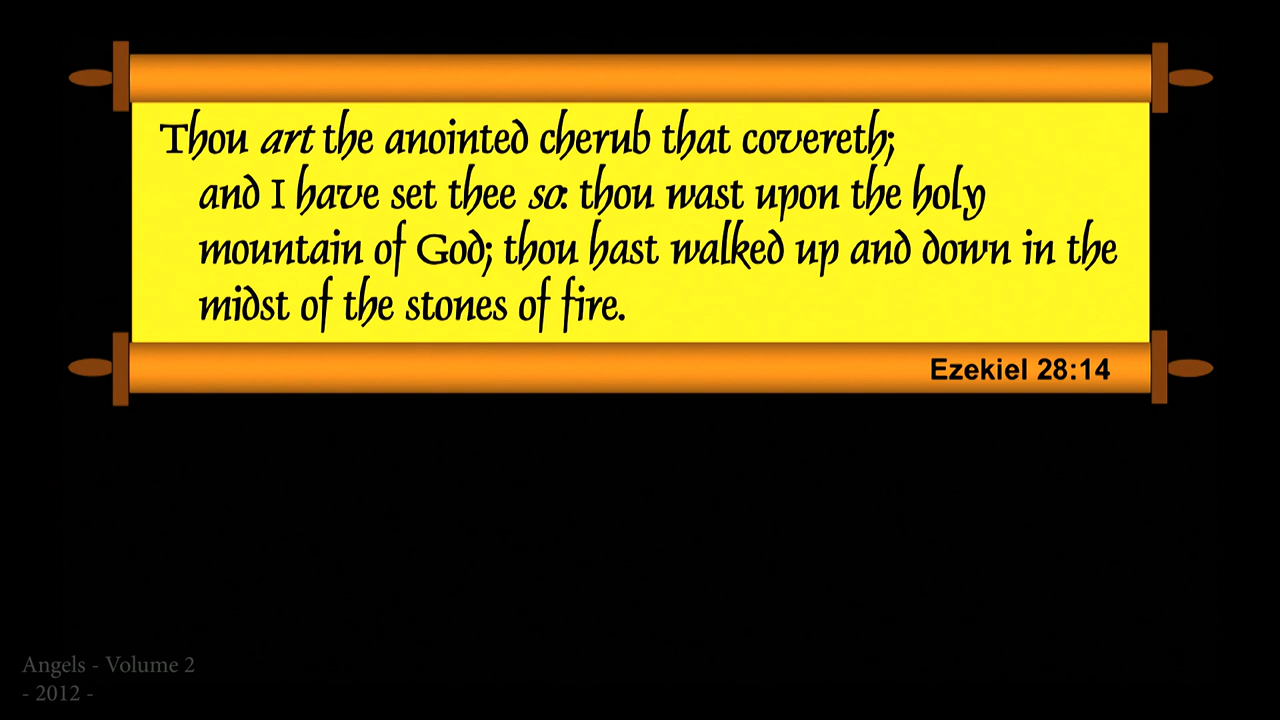 Thou art the anointed cherub that covereth;
and I have set thee so: thou wast upon the holy
mountain of God; thou hast walked up and down in the
midst of the stones of fire.
Ezekiel 28:14
Angels - Volume 2
- 2012 -